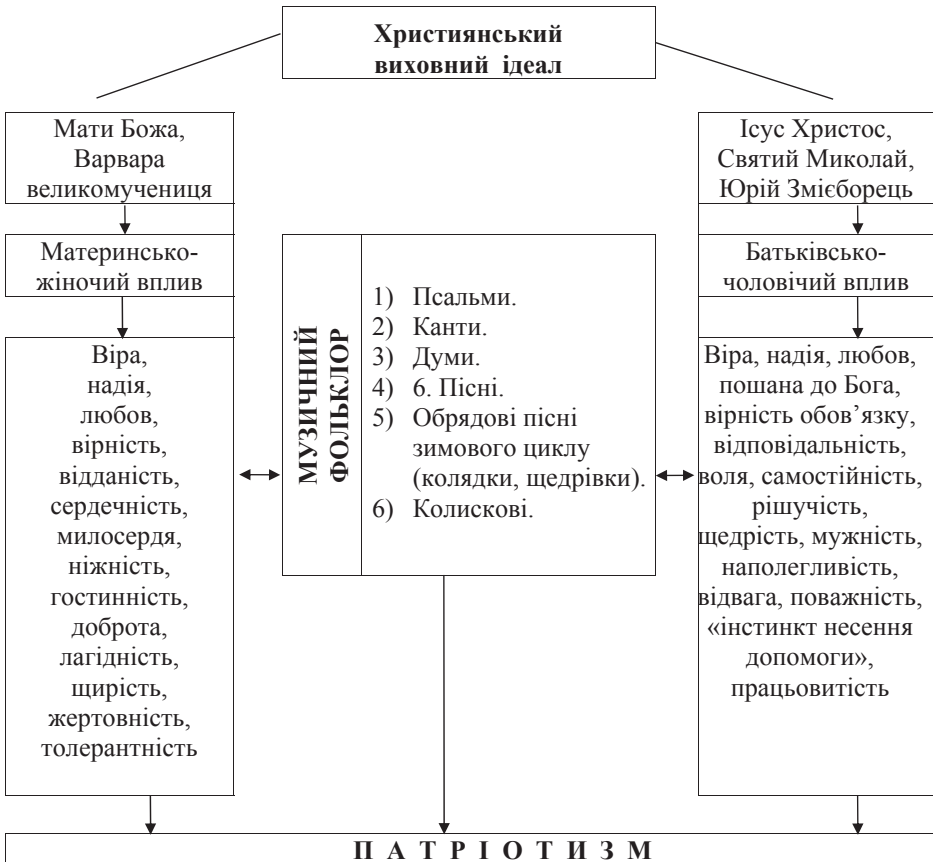 Християнський
виховний ідеал
Мати Божа,
Варвара
великомучениця
Материнсько-
жіночий вплив
Віра,
надія,
любов,
вірність,
відданість,
сердечність,
милосердя,
ніжність,
гостинність,
доброта,
лагідність,
щирість,
жертовність,
толерантність
МУЗИЧНИЙ
ФОЛЬКЛОР
1) Псальми.
2) Канти.
3) Думи.
4) 6. Пісні.
5) Обрядові пісні
зимового циклу
(колядки, щедрівки).
6) Колискові.
Ісус Христос,
Святий Миколай,
Юрій Змієборець
Батьківсько-
чоловічий вплив
Віра, надія, любов,
пошана до Бога,
вірність обов’язку,
відповідальність,
воля, самостійність,
рішучість,
щедрість, мужність,
наполегливість,
відвага, поважність,
«інстинкт несення
допомоги»,
працьовитість
П А Т Р І О Т И З М